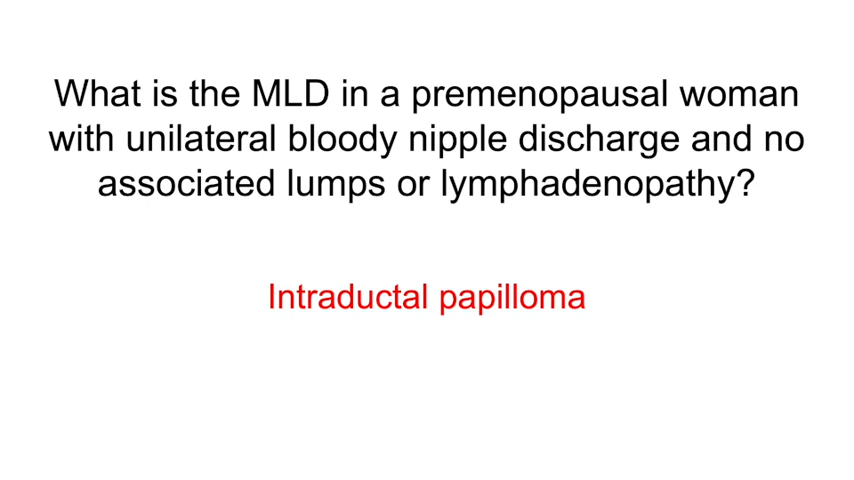 What is the MLD in a premenopausal woman
with unilateral bloody nipple discharge and no
associated lumps or lymphadenopathy?
Intraductal papilloma